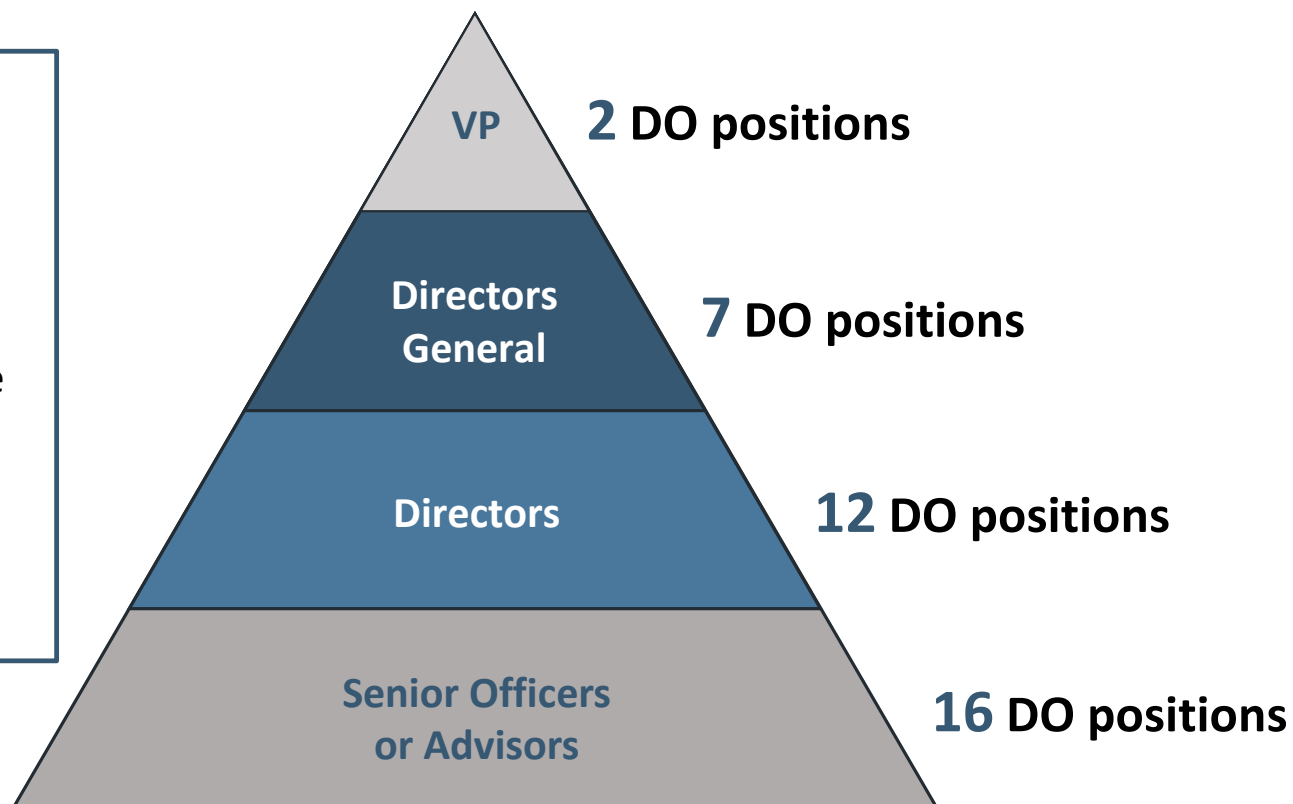 VP
2 DO positions
Directors
General
7 DO positions
e
Directors
12 DO positions
Senior Officers
or Advisors
16 DO positions